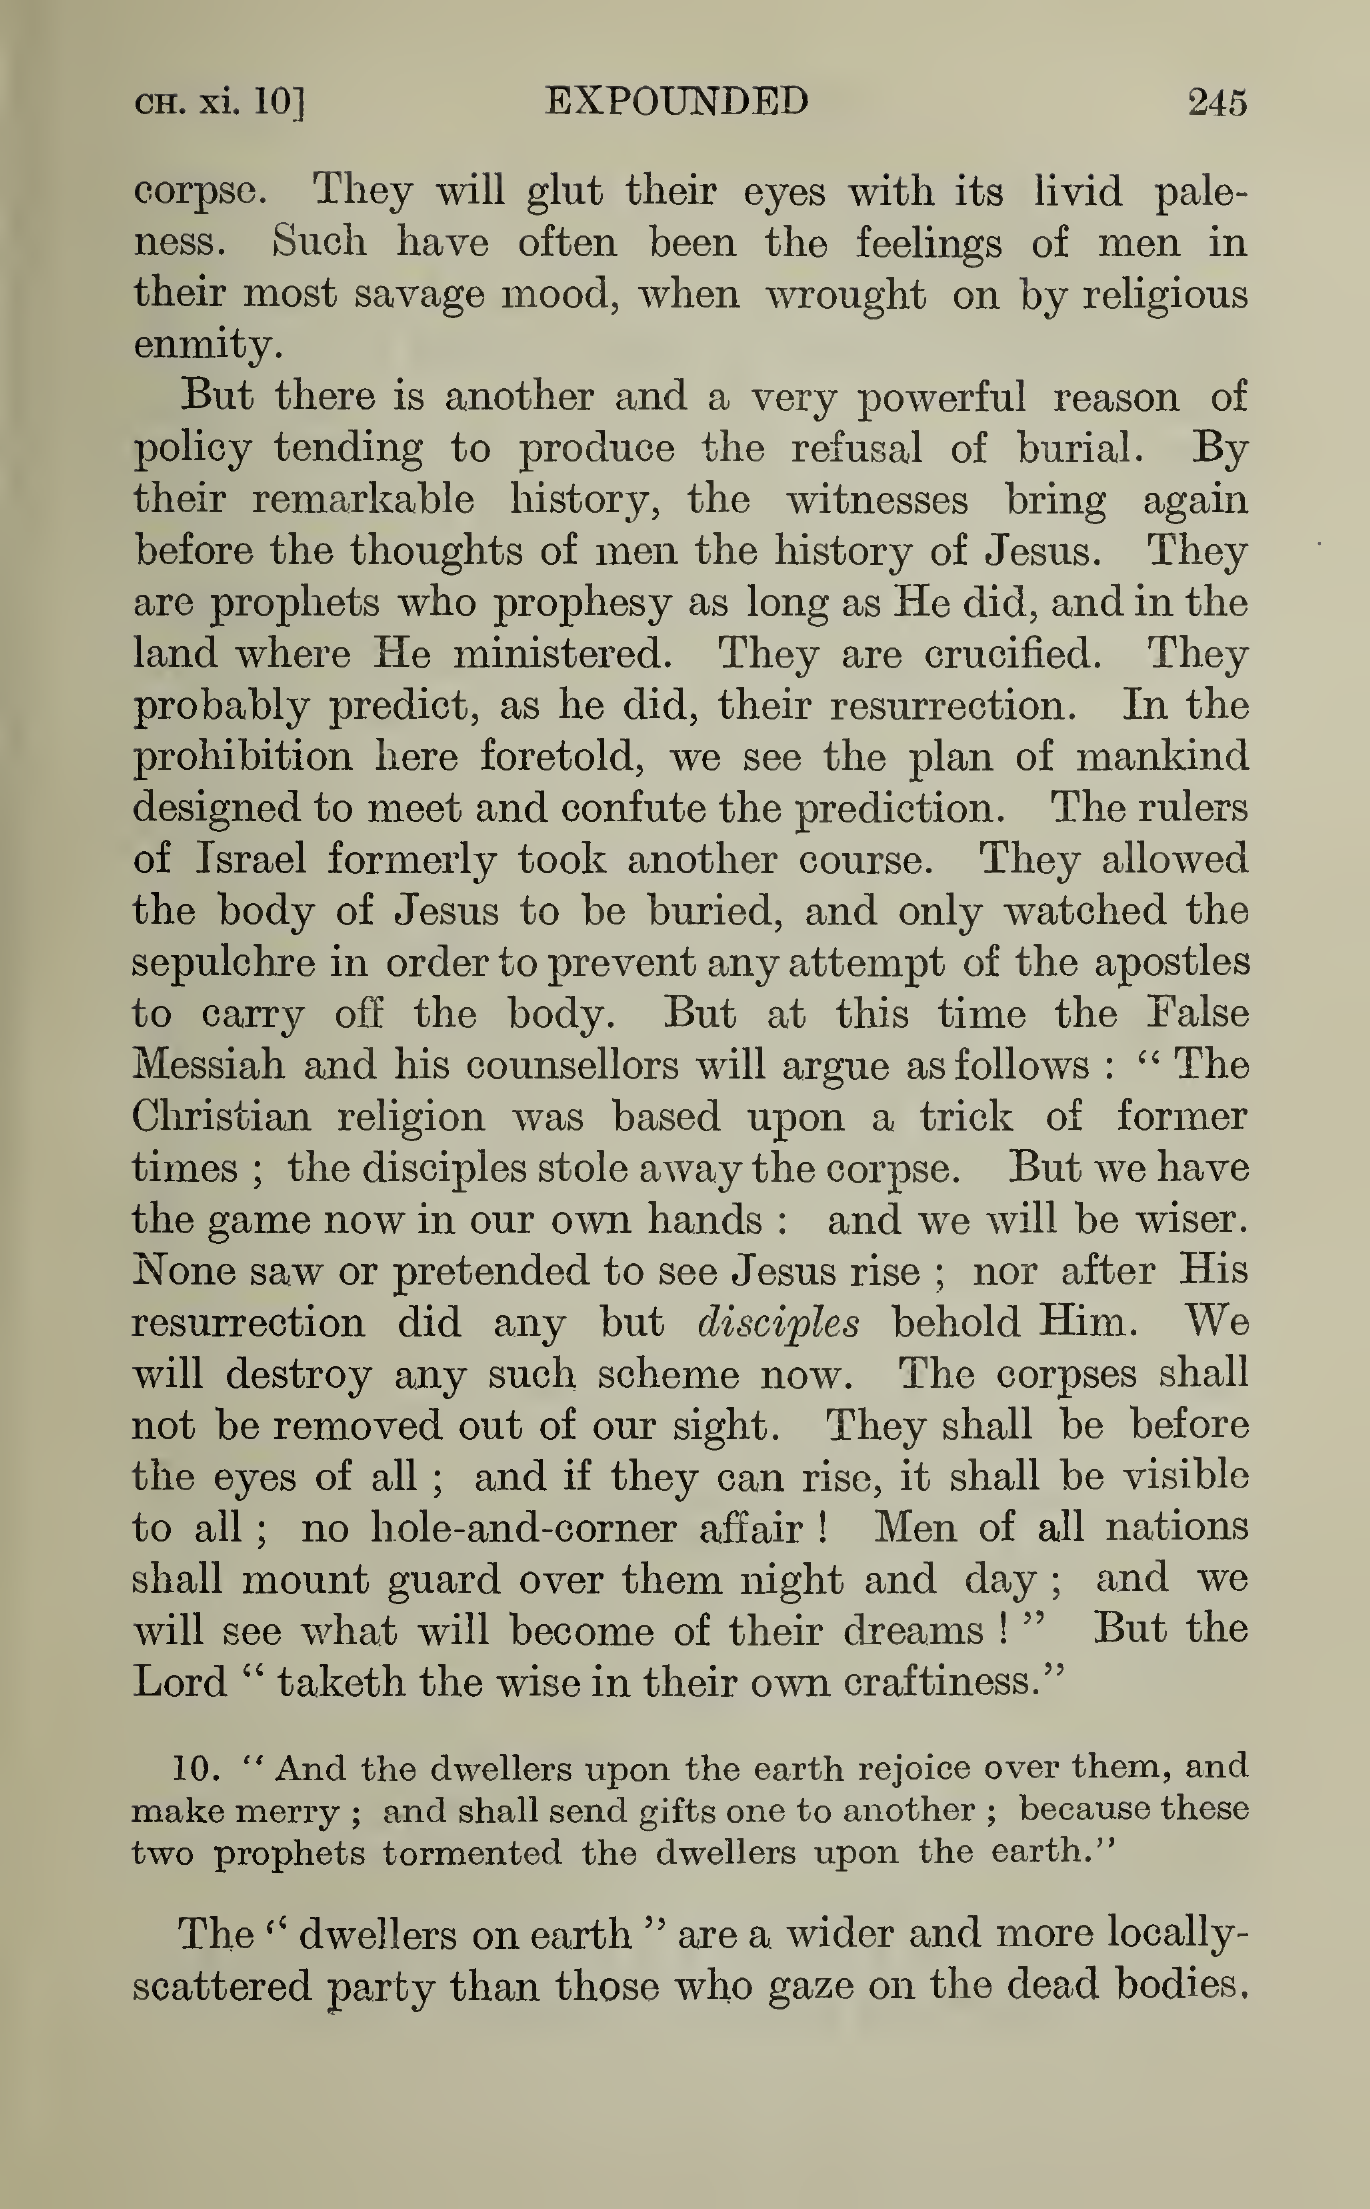 CH. xi. 10] EXPOUNDED 245
corpse. They will glut their eyes with its livid pale-
ness. Such have often been the feelings of men in
their most savage mood, when wrought on by religious
enmity.
But there is another and a very powerful reason of
policy tending to produce the refusal of burial. By
their remarkable history, the witnesses bring again
before the thoughts of men the history of Jesus. They
are prophets who prophesy as long as He did, and in the
land where He ministered. They are crucified. They
probably predict, as he did, their resurrection. In the
prohibition here foretold, we see the plan of mankind
designed to meet and confute the prediction. The rulers
of Israel formerly took another course. They allowed
the body of Jesus to be buried, and only watched the
sepulchre in order to prevent any attempt of the apostles
to carry off the body. But at this time the False
Messiah and his counsellors will argue as follows : “ The
Christian religion was based upon a trick of former
times ; the disciples stole away the corpse. But we have
the game now in our own hands : and we will be wiser.
None saw or pretended to see Jesus rise ; nor after His
resurrection did any but disciples behold Him. We
will destroy any such scheme now. The corpses shall
not be removed out of our sight. They shall be before
the eyes of all ; and if they can rise, it shall be visible
to all ; no hole-and-corner affair ! Men of all nations
shall mount guard over them night and day ; and we
will see what will become of their dreams ! ” But the
Lord “ taketh the wise in their own craftiness.”
10. “ And the dwellers upon the earth rejoice over them, and
make merry ; and shall send gifts one to another ; because these
two prophets tormented the dwellers upon the earth.”
The “ dwellers on earth ” are a wider and more locally-
scattered party than those who gaze on the dead bodies.